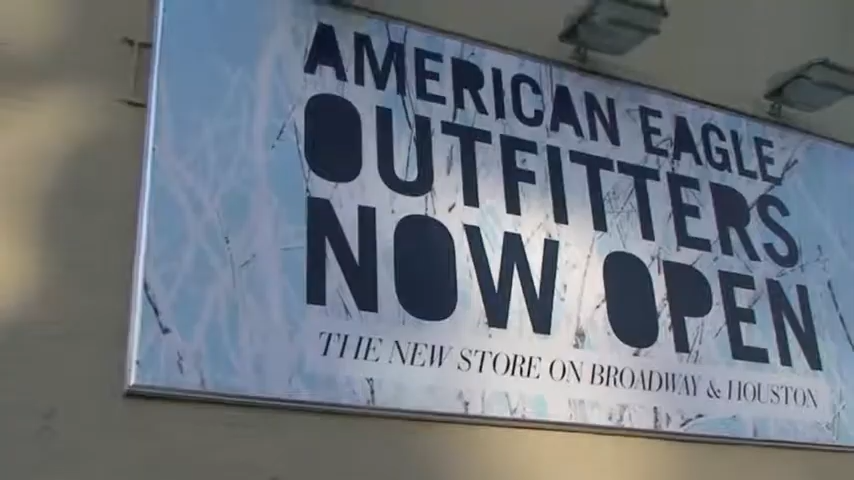 AMERICAN EAGLE
OUTFITTERS
NOW OPEN
THE NEW STORE ON BROADWAY & HOUSTON